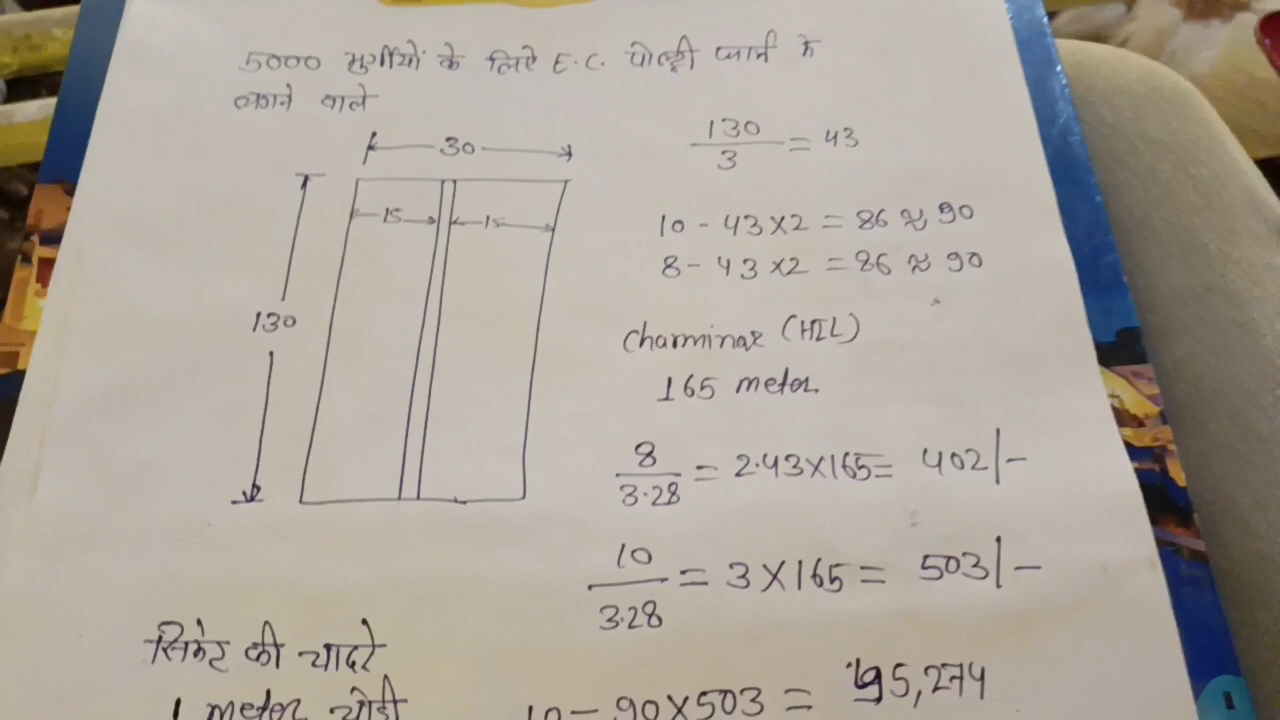 5000 मुर्गीयों के लिऐ E.C. पोल्ट्री फार्म मे
लगाने वाले
30
15 15
130
130/3 = 43
10 - 43 x 2 = 86 ≈ 90
8 - 43 x 2 = 86 ≈ 90
Charminar (HIL)
165 meter
8/3.28 = 2.43 x 165 = 402/-
10/3.28 = 3 x 165 = 503/-
सिमेंट की चादरे
1 meter चोडी
10 - 90 x 503 = 95,274